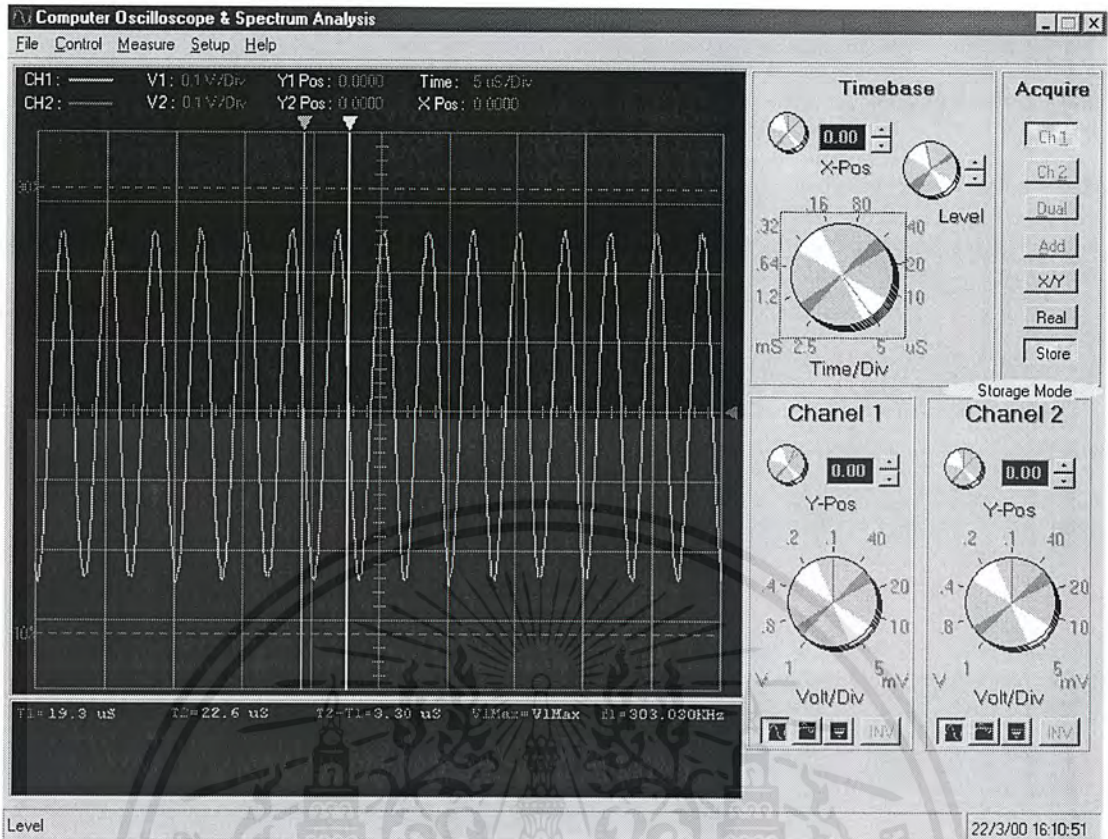 Computer Oscilloscope & Spectrum Analysis
File Control Measure Setup Help
CH1: V1: 0.1 V/Div Y1 Pos: 0.0000 Time: 5 uS/Div
CH2: V2: 0.1 V/Div Y2 Pos: 0.0000 X Pos: 0.0000
90%
10%
T1=19.3 uS T2=22.6 uS T2-T1=3.30 uS V1Max=V1Max F1=303.030KHz
Timebase
0.00
X-Pos
Level
.16 80
.32 40
.64 20
1.2 10
mS 2.5 5 uS
Time/Div
Acquire
Ch 1
Ch 2
Dual
Add
X/Y
Real
Store
Storage Mode
Chanel 1
0.00
Y-Pos
.2 .1 40
.4 20
.8 10
V 1 5 mV
Volt/Div
INV
Chanel 2
0.00
Y-Pos
.2 .1 40
.4 20
.8 10
V 1 5 mV
Volt/Div
INV
Level 22/3/00 16:10:51